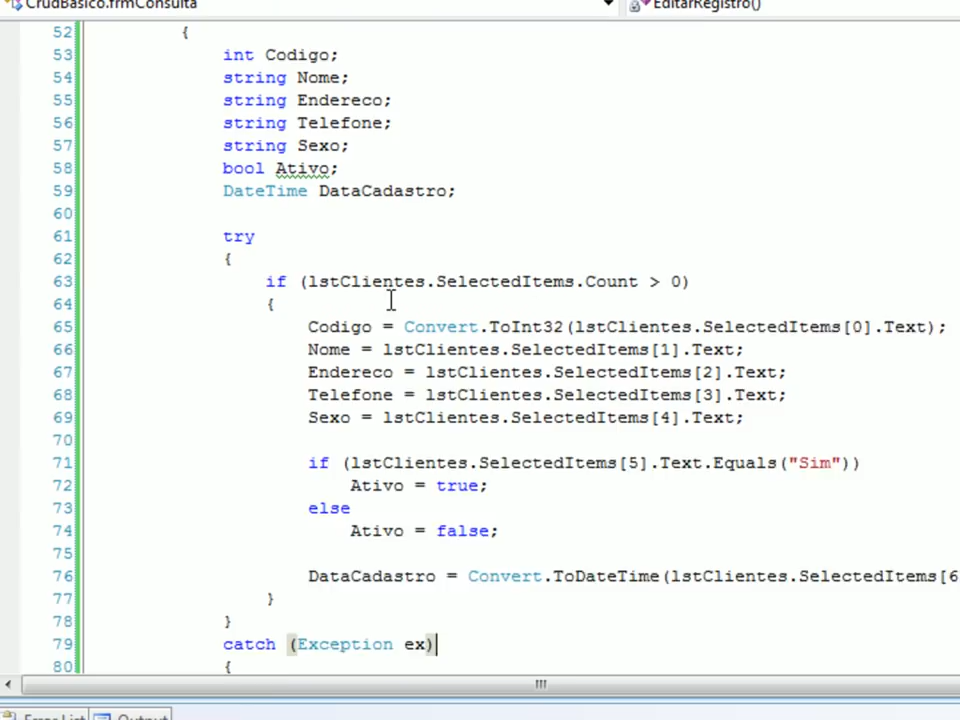 CrudBasico.frmConsulta
EditarRegistro()
52 {
53 int Codigo;
54 string Nome;
55 string Endereco;
56 string Telefone;
57 string Sexo;
58 bool Ativo;
59 DateTime DataCadastro;
60
61 try
62 {
63 if (lstClientes.SelectedItems.Count > 0)
64 {
65 Codigo = Convert.ToInt32(lstClientes.SelectedItems[0].Text);
66 Nome = lstClientes.SelectedItems[1].Text;
67 Endereco = lstClientes.SelectedItems[2].Text;
68 Telefone = lstClientes.SelectedItems[3].Text;
69 Sexo = lstClientes.SelectedItems[4].Text;
70
71 if (lstClientes.SelectedItems[5].Text.Equals("Sim"))
72 Ativo = true;
73 else
74 Ativo = false;
75
76 DataCadastro = Convert.ToDateTime(lstClientes.SelectedItems[6
77 }
78 }
79 catch (Exception ex)
80 {
Error List
Output